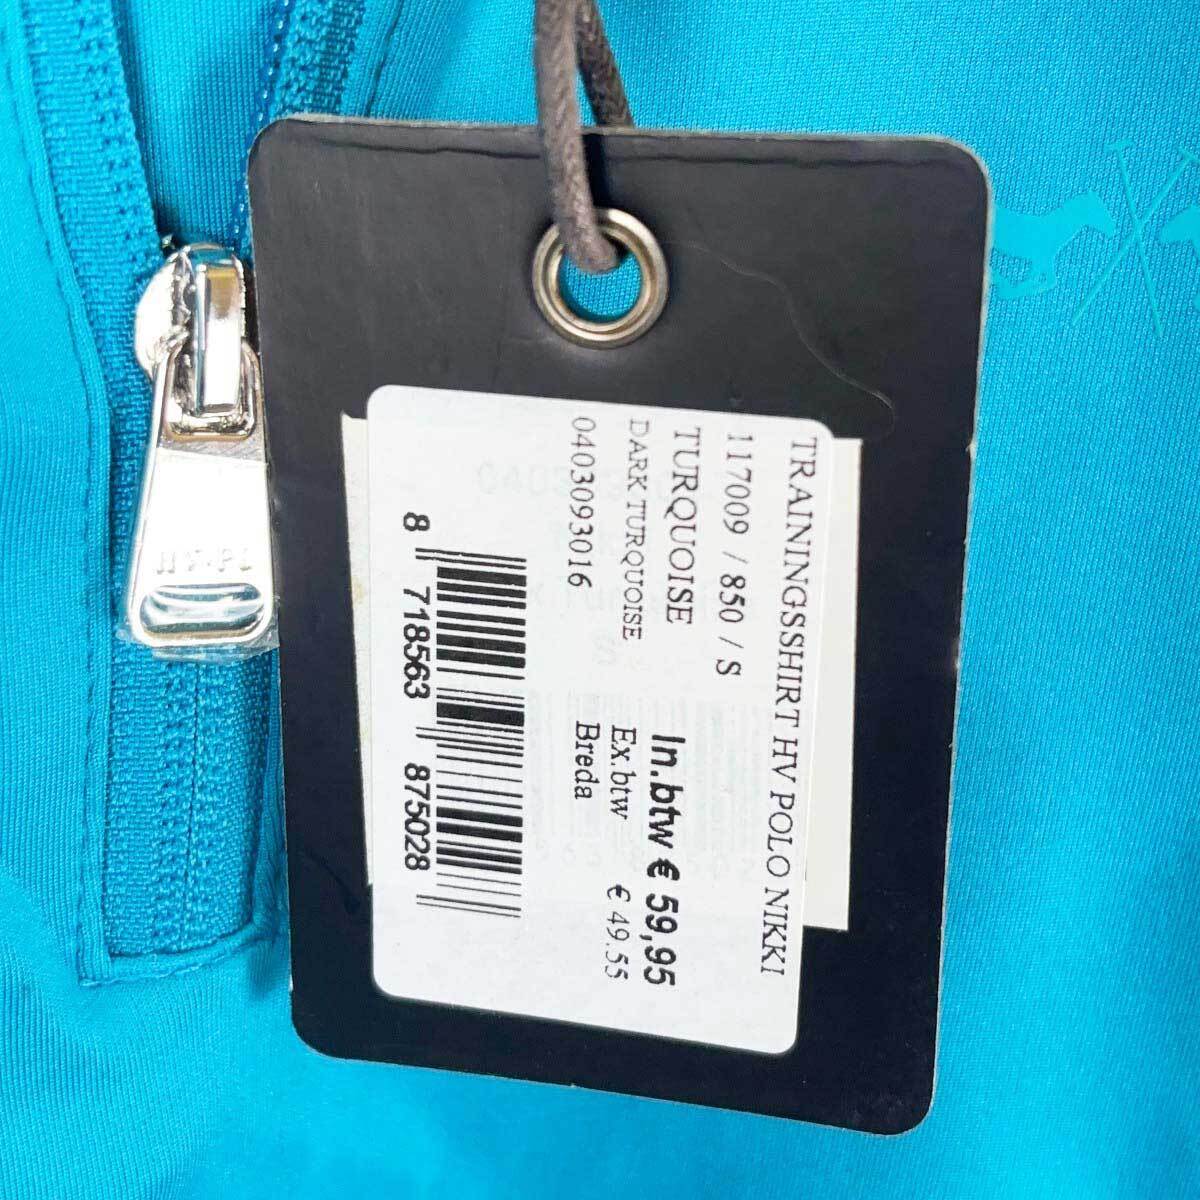 TRAININGSSHIRT HV POLO NIKKI
117009 / 850 / S
TURQUOISE
DARK TURQUOISE
0403093016
In.btw € 59,95
Ex.btw € 49.55
Breda
8 718563 875028